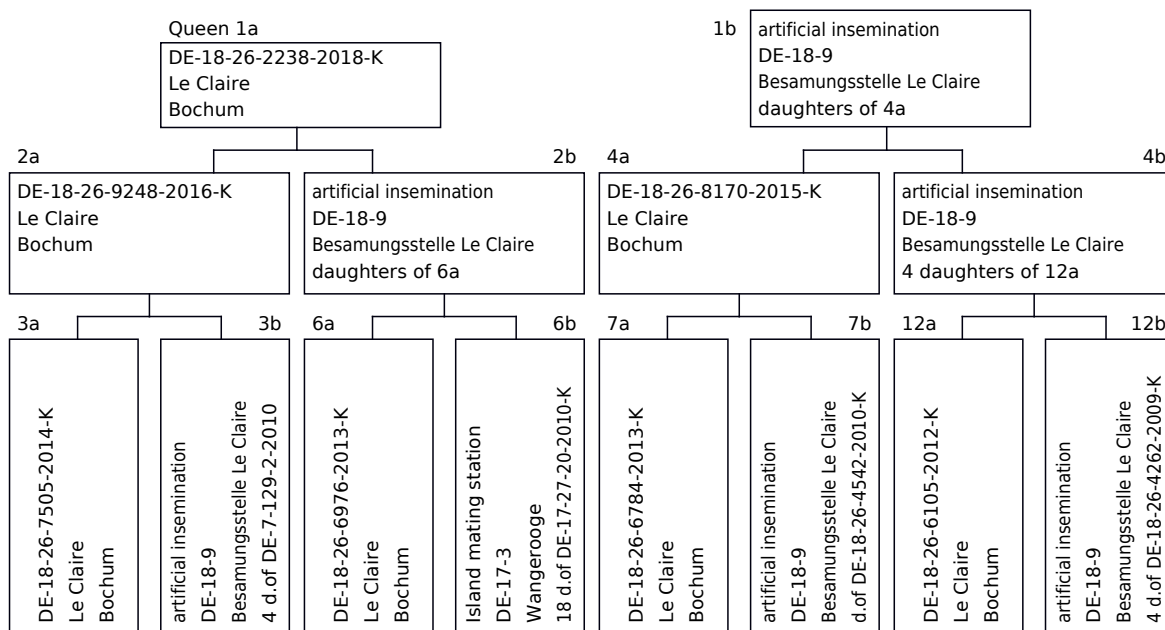 Queen 1a
DE-18-26-2238-2018-K
Le Claire
Bochum
1b
artificial insemination
DE-18-9
Besamungsstelle Le Claire
daughters of 4a
2a
DE-18-26-9248-2016-K
Le Claire
Bochum
2b
artificial insemination
DE-18-9
Besamungsstelle Le Claire
daughters of 6a
4a
DE-18-26-8170-2015-K
Le Claire
Bochum
4b
artificial insemination
DE-18-9
Besamungsstelle Le Claire
4 daughters of 12a
3a
DE-18-26-7505-2014-K
Le Claire
Bochum
3b
artificial insemination
DE-18-9
Besamungsstelle Le Claire
4 d.of DE-7-129-2-2010
6a
DE-18-26-6976-2013-K
Le Claire
Bochum
6b
Island mating station
DE-17-3
Wangerooge
18 d.of DE-17-27-20-2010-K
7a
DE-18-26-6784-2013-K
Le Claire
Bochum
7b
artificial insemination
DE-18-9
Besamungsstelle Le Claire
d.of DE-18-26-4542-2010-K
12a
DE-18-26-6105-2012-K
Le Claire
Bochum
12b
artificial insemination
DE-18-9
Besamungsstelle Le Claire
4 d.of DE-18-26-4262-2009-K